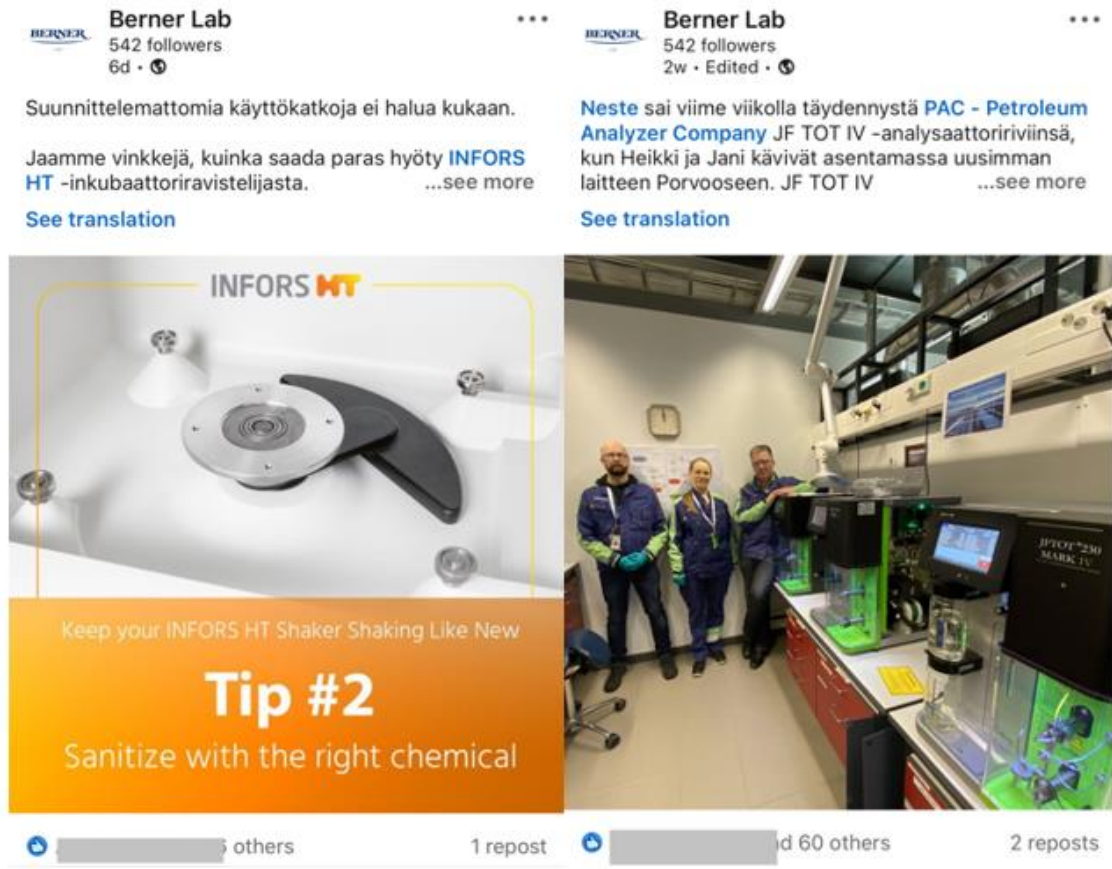 BERNER
Berner Lab
542 followers
6d •
Suunnittelemattomia käyttökatkoja ei halua kukaan.
Jaamme vinkkejä, kuinka saada paras hyöty INFORS
HT -inkubaattoriravistelijasta. ...see more
See translation
INFORS HT
Keep your INFORS HT Shaker Shaking Like New
Tip #2
Sanitize with the right chemical
others
1 repost
BERNER
Berner Lab
542 followers
2w • Edited •
Neste sai viime viikolla täydennystä PAC - Petroleum
Analyzer Company JF TOT IV -analysaattoririviinsä,
kun Heikki ja Jani kävivät asentamassa uusimman
laitteen Porvooseen. JF TOT IV ...see more
See translation
JFTOT®230
MARK IV
60 others
2 reposts